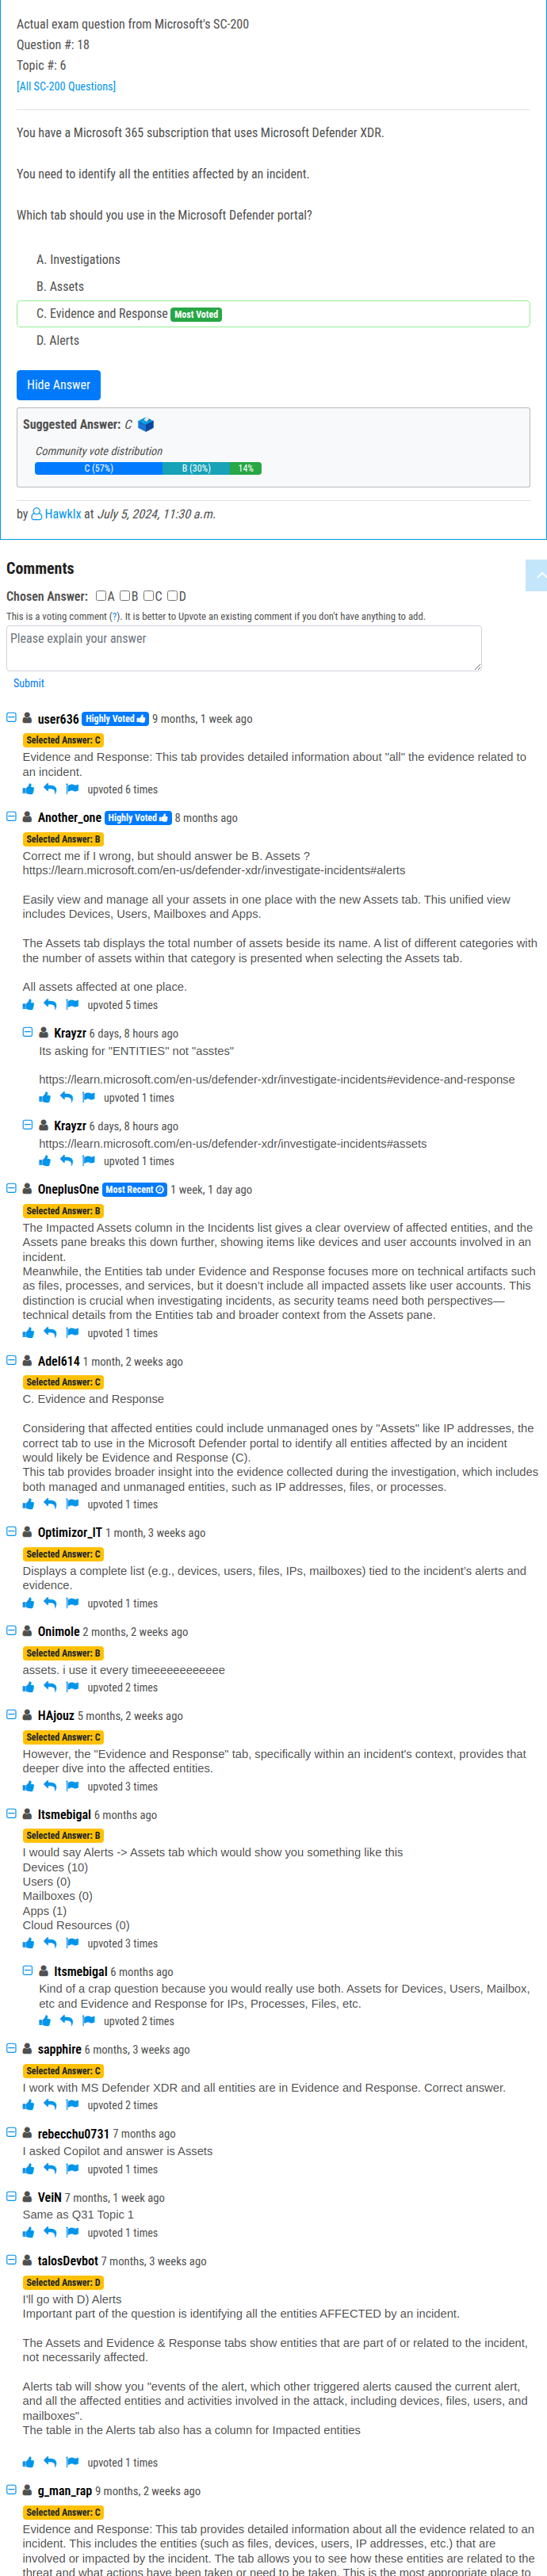 Actual exam question from Microsoft's SC-200
Question #: 18
Topic #: 6
[All SC-200 Questions]
You have a Microsoft 365 subscription that uses Microsoft Defender XDR.
You need to identify all the entities affected by an incident.
Which tab should you use in the Microsoft Defender portal?
A. Investigations
B. Assets
C. Evidence and Response Most Voted
D. Alerts
Hide Answer
Suggested Answer: C
Community vote distribution
C (57%) B (30%) 14%
by Hawklx at July 5, 2024, 11:30 a.m.
Comments
Chosen Answer: A B C D
This is a voting comment (?). It is better to Upvote an existing comment if you don't have anything to add.
Please explain your answer
Submit
user636 Highly Voted 9 months, 1 week ago
Selected Answer: C
Evidence and Response: This tab provides detailed information about "all" the evidence related to
an incident.
upvoted 6 times
Another_one Highly Voted 8 months ago
Selected Answer: B
Correct me if I wrong, but should answer be B. Assets ?
https://learn.microsoft.com/en-us/defender-xdr/investigate-incidents#alerts
Easily view and manage all your assets in one place with the new Assets tab. This unified view
includes Devices, Users, Mailboxes and Apps.
The Assets tab displays the total number of assets beside its name. A list of different categories with
the number of assets within that category is presented when selecting the Assets tab.
All assets affected at one place.
upvoted 5 times
Krayzr 6 days, 8 hours ago
Its asking for "ENTITIES" not "asstes"
https://learn.microsoft.com/en-us/defender-xdr/investigate-incidents#evidence-and-response
upvoted 1 times
Krayzr 6 days, 8 hours ago
https://learn.microsoft.com/en-us/defender-xdr/investigate-incidents#assets
upvoted 1 times
OneplusOne Most Recent 1 week, 1 day ago
Selected Answer: B
The Impacted Assets column in the Incidents list gives a clear overview of affected entities, and the
Assets pane breaks this down further, showing items like devices and user accounts involved in an
incident.
Meanwhile, the Entities tab under Evidence and Response focuses more on technical artifacts such
as files, processes, and services, but it doesn't include all impacted assets like user accounts. This
distinction is crucial when investigating incidents, as security teams need both perspectives—
technical details from the Entities tab and broader context from the Assets pane.
upvoted 1 times
Adel614 1 month, 2 weeks ago
Selected Answer: C
C. Evidence and Response
Considering that affected entities could include unmanaged ones by "Assets" like IP addresses, the
correct tab to use in the Microsoft Defender portal to identify all entities affected by an incident
would likely be Evidence and Response (C).
This tab provides broader insight into the evidence collected during the investigation, which includes
both managed and unmanaged entities, such as IP addresses, files, or processes.
upvoted 1 times
Optimizor_IT 1 month, 3 weeks ago
Selected Answer: C
Displays a complete list (e.g., devices, users, files, IPs, mailboxes) tied to the incident's alerts and
evidence.
upvoted 1 times
Onimole 2 months, 2 weeks ago
Selected Answer: B
assets. i use it every timeeeeeeeeeeee
upvoted 2 times
HAjouz 5 months, 2 weeks ago
Selected Answer: C
However, the "Evidence and Response" tab, specifically within an incident's context, provides that
deeper dive into the affected entities.
upvoted 3 times
Itsmebigal 6 months ago
Selected Answer: B
I would say Alerts -> Assets tab which would show you something like this
Devices (10)
Users (0)
Mailboxes (0)
Apps (1)
Cloud Resources (0)
upvoted 3 times
Itsmebigal 6 months ago
Kind of a crap question because you would really use both. Assets for Devices, Users, Mailbox,
etc and Evidence and Response for IPs, Processes, Files, etc.
upvoted 2 times
sapphire 6 months, 3 weeks ago
Selected Answer: C
I work with MS Defender XDR and all entities are in Evidence and Response. Correct answer.
upvoted 2 times
rebecchu0731 7 months ago
I asked Copilot and answer is Assets
upvoted 1 times
VeiN 7 months, 1 week ago
Same as Q31 Topic 1
upvoted 1 times
talosDevbot 7 months, 3 weeks ago
Selected Answer: D
I'll go with D) Alerts
Important part of the question is identifying all the entities AFFECTED by an incident.
The Assets and Evidence & Response tabs show entities that are part of or related to the incident,
not necessarily affected.
Alerts tab will show you "events of the alert, which other triggered alerts caused the current alert,
and all the affected entities and activities involved in the attack, including devices, files, users, and
mailboxes".
The table in the Alerts tab also has a column for Impacted entities
upvoted 1 times
g_man_rap 9 months, 2 weeks ago
Selected Answer: C
Evidence and Response: This tab provides detailed information about all the evidence related to an
incident. This includes the entities (such as files, devices, users, IP addresses, etc.) that are
involved or impacted by the incident. The tab allows you to see how these entities are related to the
threat and what actions have been taken or need to be taken. This is the most appropriate place to